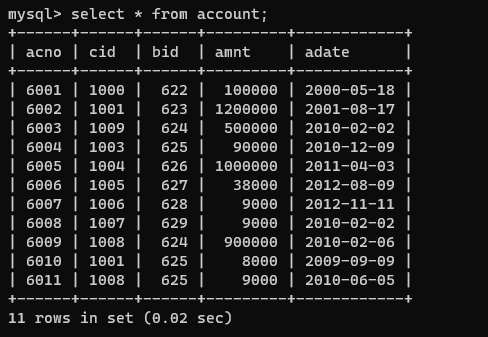 mysql> select * from account;
+------+------+------+---------+------------+
| acno | cid  | bid  | amnt    | adate      |
+------+------+------+---------+------------+
| 6001 | 1000 |  622 |  100000 | 2000-05-18 |
| 6002 | 1001 |  623 | 1200000 | 2001-08-17 |
| 6003 | 1009 |  624 |  500000 | 2010-02-02 |
| 6004 | 1003 |  625 |   90000 | 2010-12-09 |
| 6005 | 1004 |  626 | 1000000 | 2011-04-03 |
| 6006 | 1005 |  627 |   38000 | 2012-08-09 |
| 6007 | 1006 |  628 |    9000 | 2012-11-11 |
| 6008 | 1007 |  629 |    9000 | 2010-02-02 |
| 6009 | 1008 |  624 |  900000 | 2010-02-06 |
| 6010 | 1001 |  625 |    8000 | 2009-09-09 |
| 6011 | 1008 |  625 |    9000 | 2010-06-05 |
+------+------+------+---------+------------+
11 rows in set (0.02 sec)